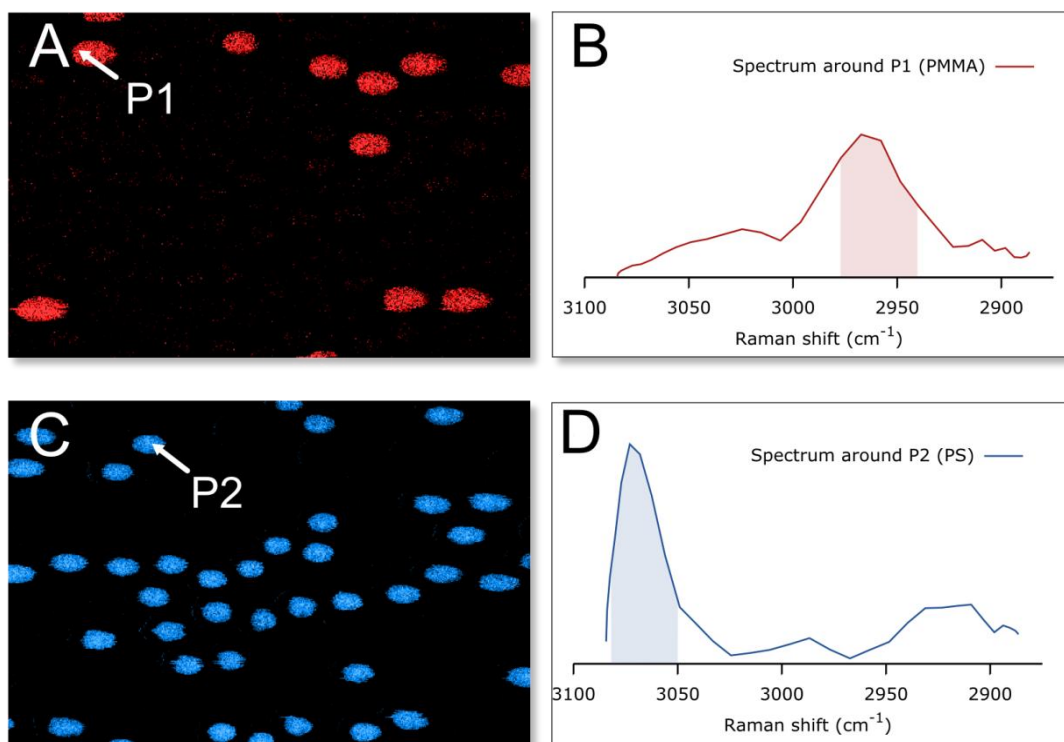 A
P1
B
Spectrum around P1 (PMMA)
3100 3050 3000 2950 2900
Raman shift (cm⁻¹)
C
P2
D
Spectrum around P2 (PS)
3100 3050 3000 2950 2900
Raman shift (cm⁻¹)